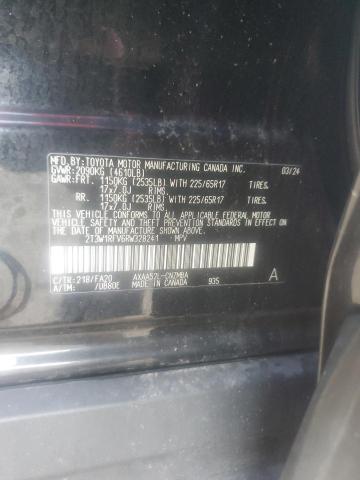 MFD.BY:TOYOTA MOTOR MANUFACTURING CANADA INC.
GVWR:2090KG (4610LB) 03/24
GAWR:FRT. 1150KG (2535LB) WITH 225/65R17 TIRES,
17x7.0J RIMS,
RR. 1150KG (2535LB) WITH 225/65R17 TIRES,
17x7.0J RIMS,
THIS VEHICLE CONFORMS TO ALL APPLICABLE FEDERAL MOTOR
VEHICLE SAFETY, BUMPER, AND THEFT PREVENTION STANDARDS
IN EFFECT ON THE DATE OF MANUFACTURE SHOWN ABOVE.
2T3W1RFV6RW328241 MPV
C/TR:218/FA20 AXAA52L-CNZMBA A
A/TM: /UB80E 935
MADE IN CANADA